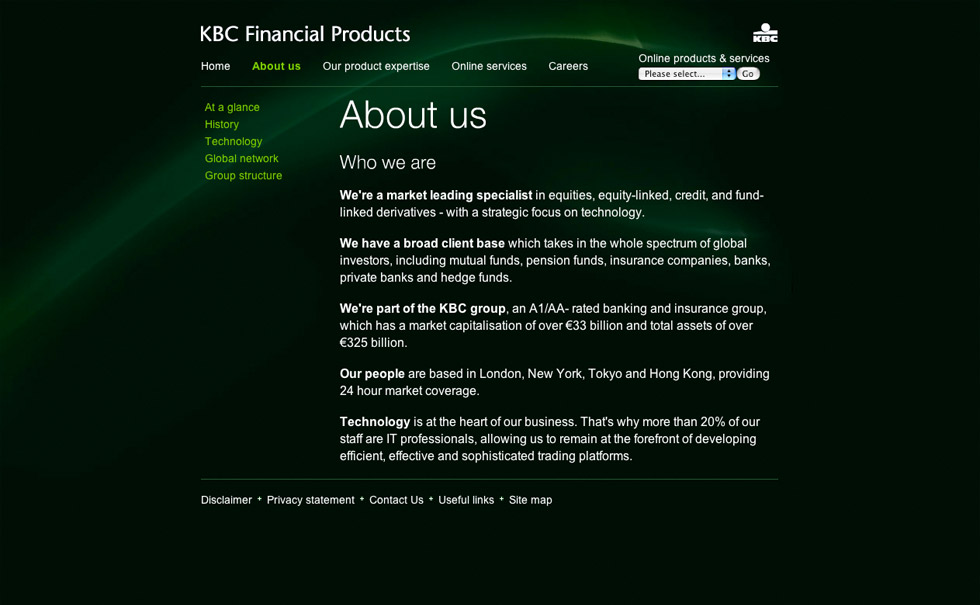 KBC Financial Products
KBC
Online products & services
Home About us Our product expertise Online services Careers
Please select... Go
At a glance
History
Technology
Global network
Group structure
About us
Who we are
We're a market leading specialist in equities, equity-linked, credit, and fund-
linked derivatives - with a strategic focus on technology.
We have a broad client base which takes in the whole spectrum of global
investors, including mutual funds, pension funds, insurance companies, banks,
private banks and hedge funds.
We're part of the KBC group, an A1/AA- rated banking and insurance group,
which has a market capitalisation of over €33 billion and total assets of over
€325 billion.
Our people are based in London, New York, Tokyo and Hong Kong, providing
24 hour market coverage.
Technology is at the heart of our business. That's why more than 20% of our
staff are IT professionals, allowing us to remain at the forefront of developing
efficient, effective and sophisticated trading platforms.
Disclaimer + Privacy statement + Contact Us + Useful links + Site map